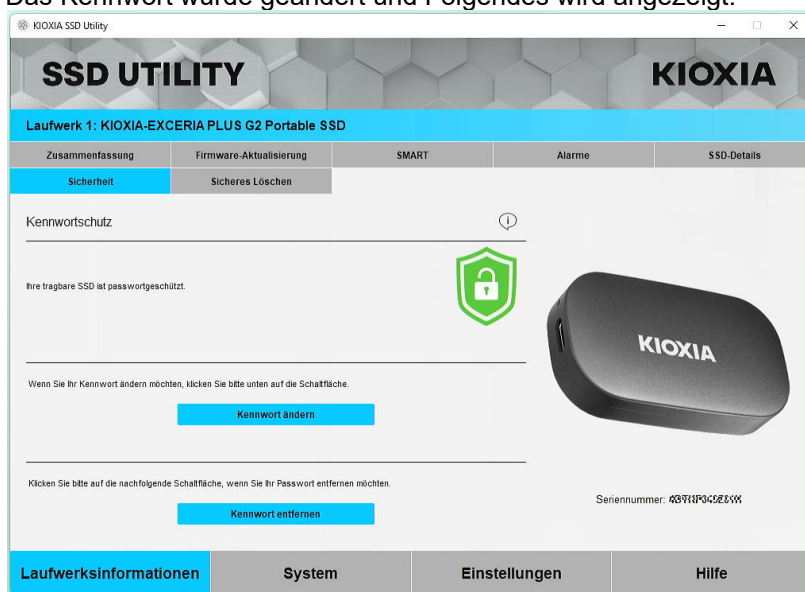 Das Kennwort wurde geändert und Folgendes wird angezeigt.
KIOXIA SSD Utility
SSD UTILITY
KIOXIA
Laufwerk 1: KIOXIA-EXCERIA PLUS G2 Portable SSD
Zusammenfassung Firmware-Aktualisierung SMART Alarme SSD-Details
Sicherheit Sicheres Löschen
Kennwortschutz
Ihre tragbare SSD ist passwortgeschützt.
KIOXIA
Wenn Sie Ihr Kennwort ändern möchten, klicken Sie bitte unten auf die Schaltfläche.
Kennwort ändern
Klicken Sie bitte auf die nachfolgende Schaltfläche, wenn Sie Ihr Passwort entfernen möchten.
Seriennummer:
Kennwort entfernen
Laufwerksinformationen System Einstellungen Hilfe